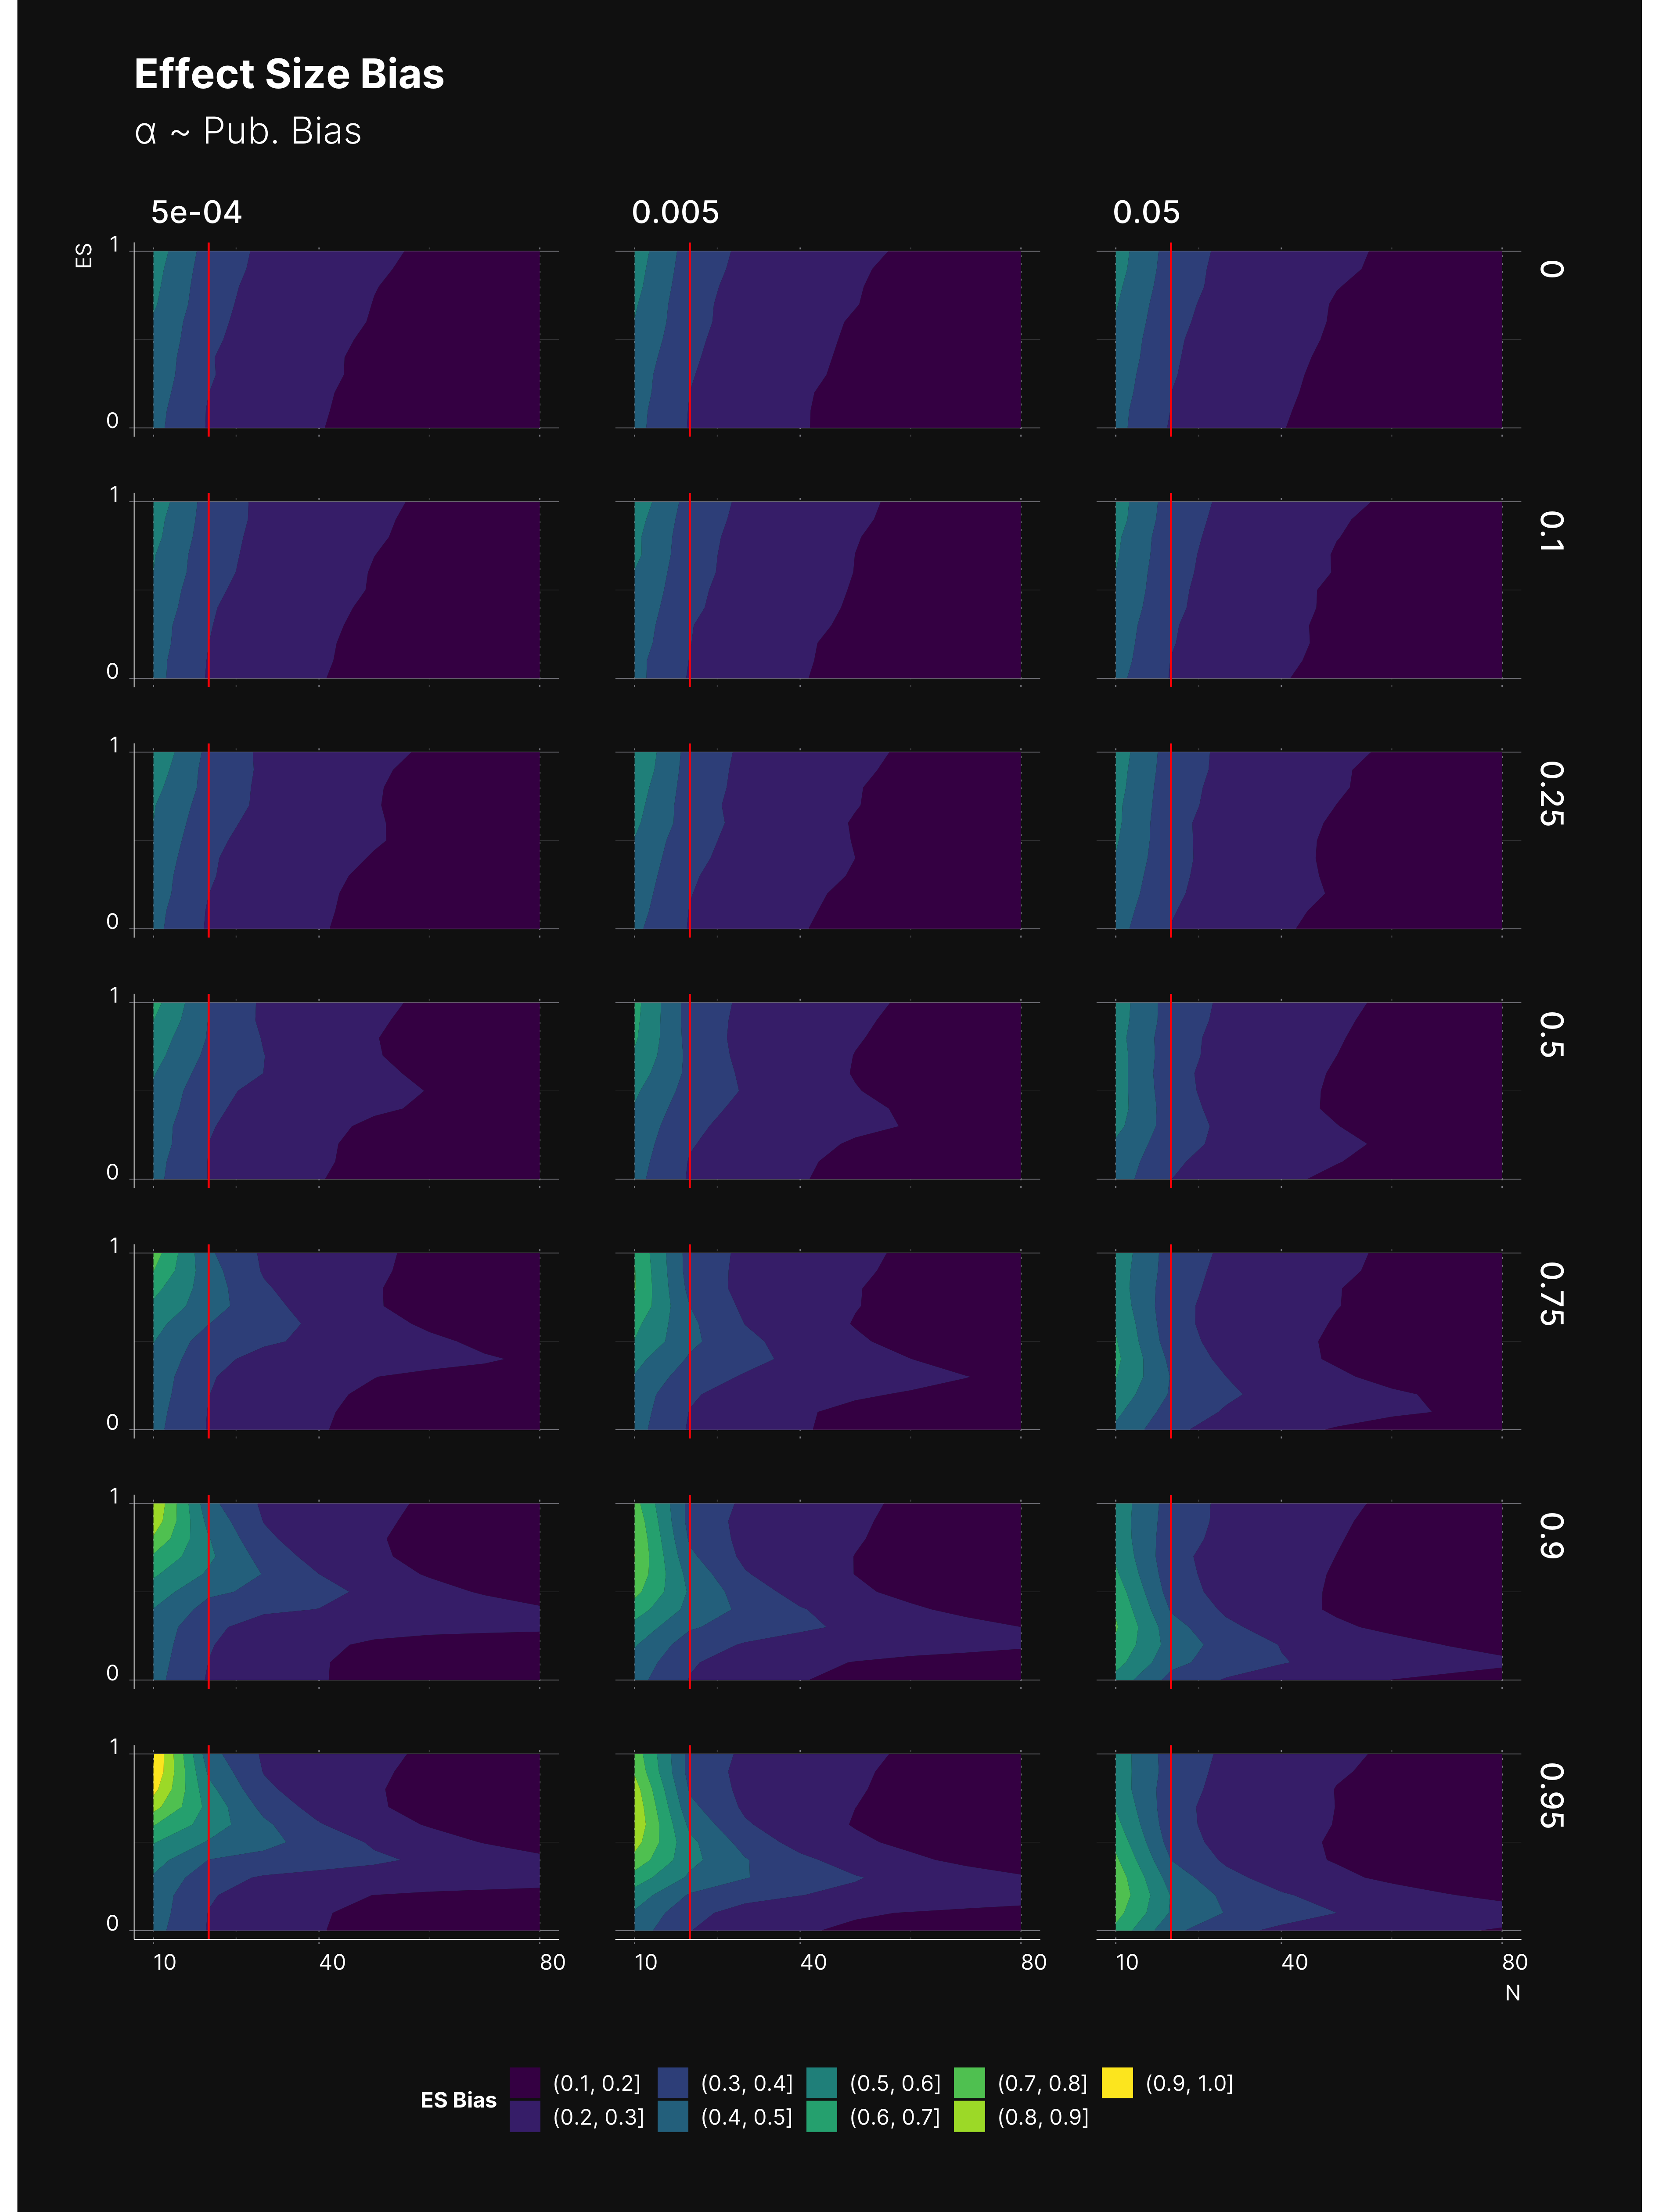 Effect Size Bias
α ~ Pub. Bias
5e-04 0.005 0.05
ES
1
0
0
1
0
0.1
1
0
0.25
1
0
0.5
1
0
0.75
1
0
0.9
1
0
0.95
10 40 80 10 40 80 10 40 80
N
ES Bias
(0.1, 0.2] (0.3, 0.4] (0.5, 0.6] (0.7, 0.8] (0.9, 1.0]
(0.2, 0.3] (0.4, 0.5] (0.6, 0.7] (0.8, 0.9]